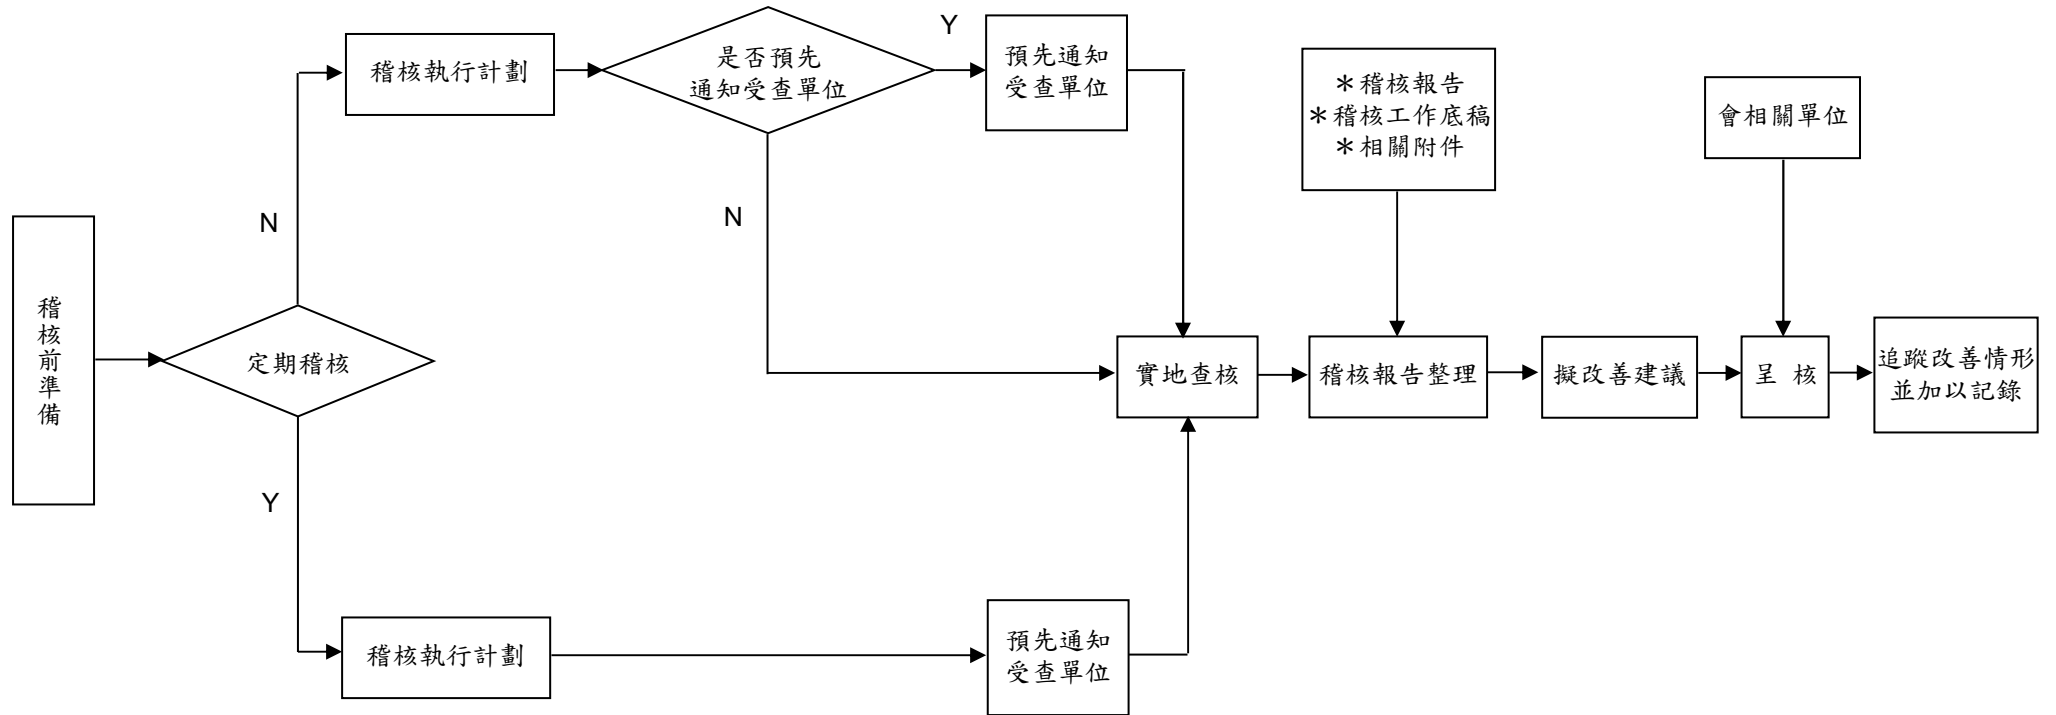 Y
稽核執行計劃
是否預先
通知受查單位
預先通知
受查單位
＊稽核報告
＊稽核工作底稿
＊相關附件
會相關單位
N
N
稽核前準備
定期稽核
實地查核
稽核報告整理
擬改善建議
呈 核
追蹤改善情形
並加以記錄
Y
稽核執行計劃
預先通知
受查單位